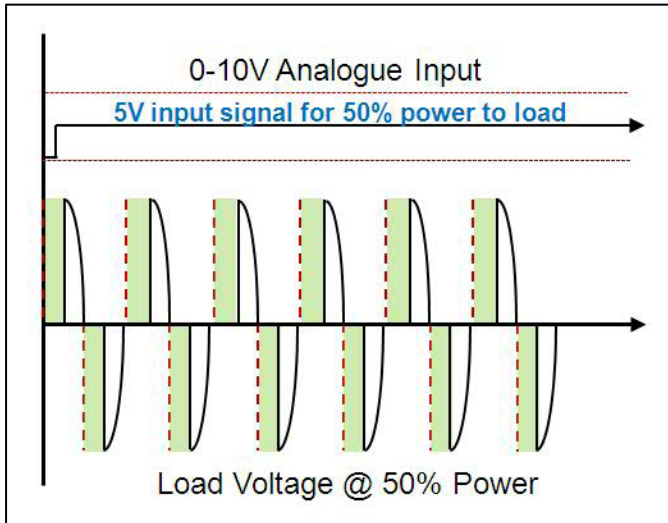 0-10V Analogue Input
5V input signal for 50% power to load
Load Voltage @ 50% Power